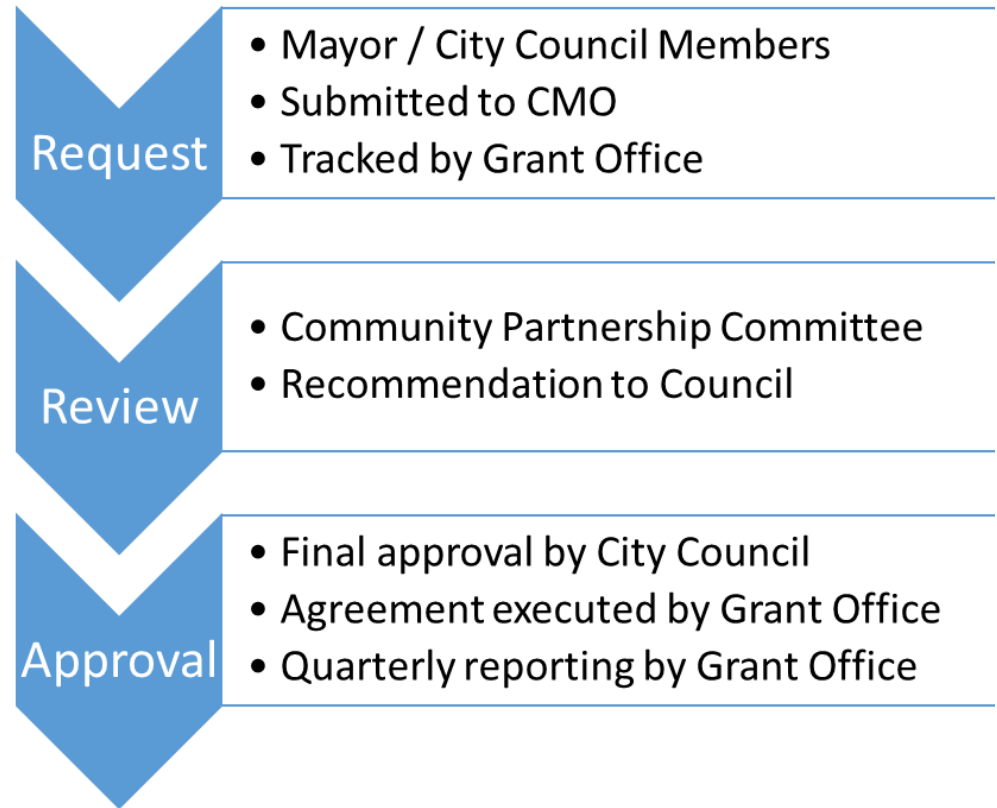 Request
• Mayor / City Council Members
• Submitted to CMO
• Tracked by Grant Office
Review
• Community Partnership Committee
• Recommendation to Council
Approval
• Final approval by City Council
• Agreement executed by Grant Office
• Quarterly reporting by Grant Office